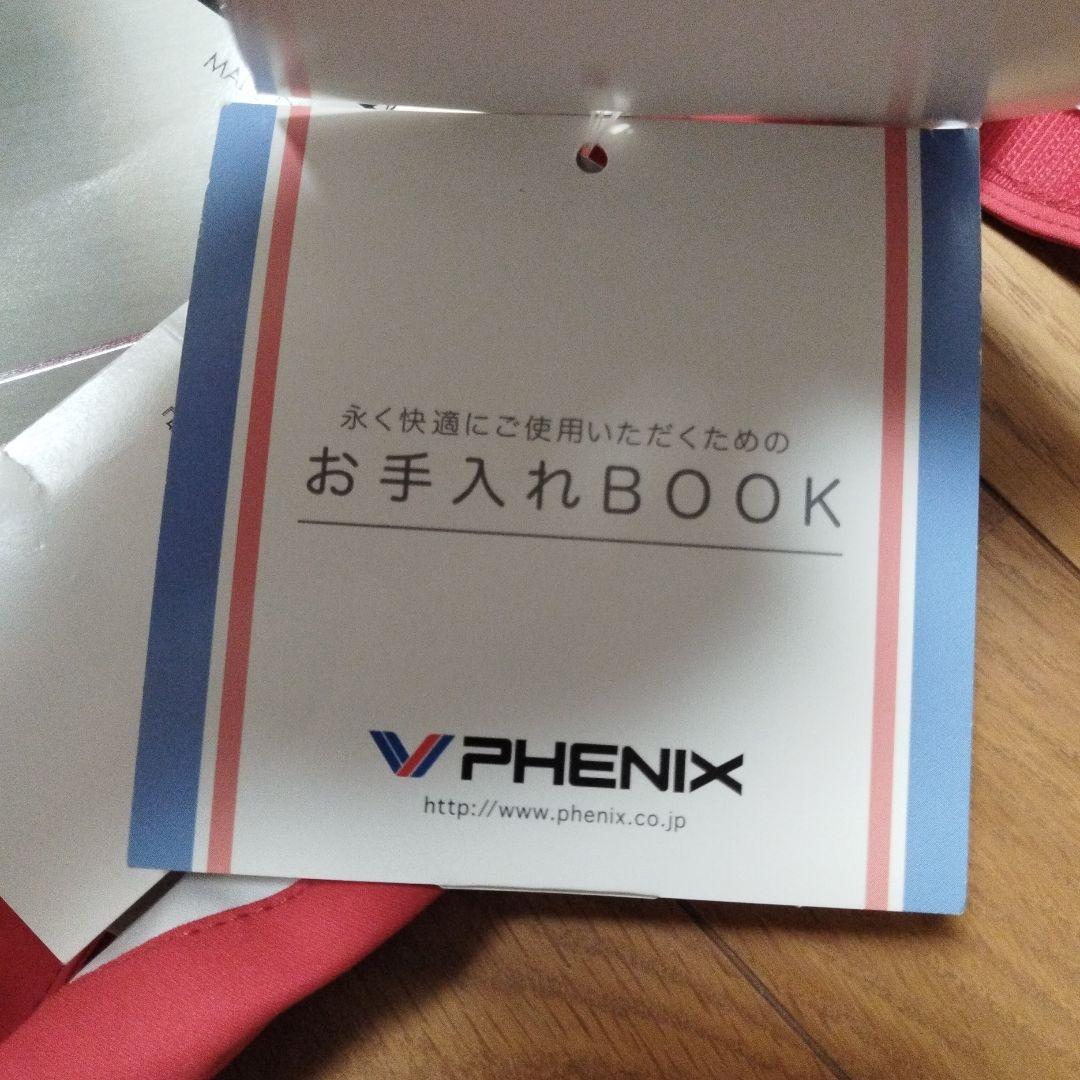 永く快適にご使用いただくための
お手入れBOOK
PHENIX
http://www.phenix.co.jp